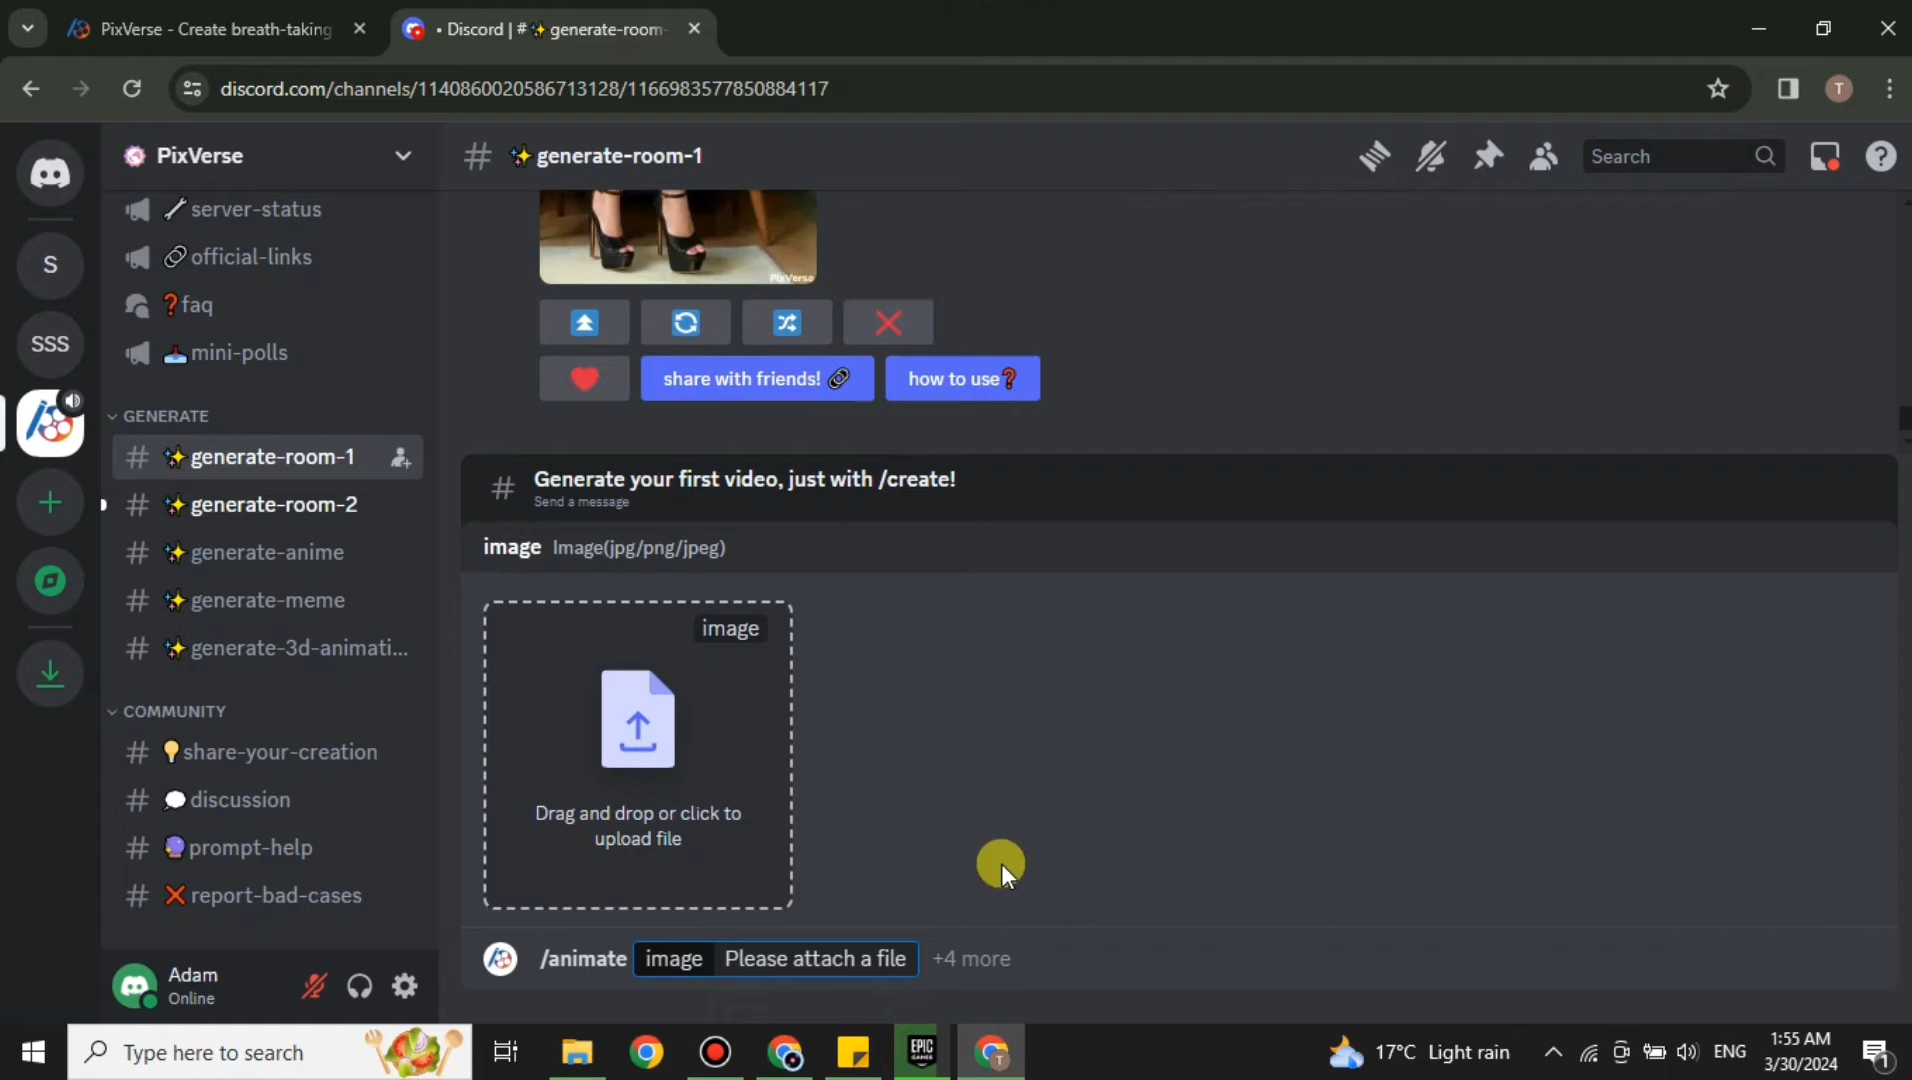 PixVerse - Create breath-taking
• Discord | #✨generate-room-
discord.com/channels/1140860020586713128/1166983577850884117
T
PixVerse
# ✨generate-room-1
Search
server-status
official-links
❓faq
mini-polls
S
SSS
PixVerse
share with friends!
how to use❓
GENERATE
# ✨generate-room-1
# ✨generate-room-2
# ✨generate-anime
# ✨generate-meme
# ✨generate-3d-animati...
COMMUNITY
# share-your-creation
# discussion
# prompt-help
# ❌report-bad-cases
# Generate your first video, just with /create!
Send a message
image Image(jpg/png/jpeg)
image
Drag and drop or click to
upload file
/animate image Please attach a file +4 more
Adam
Online
Type here to search
EPIC
GAMES
T
17°C Light rain
ENG
1:55 AM
3/30/2024
1